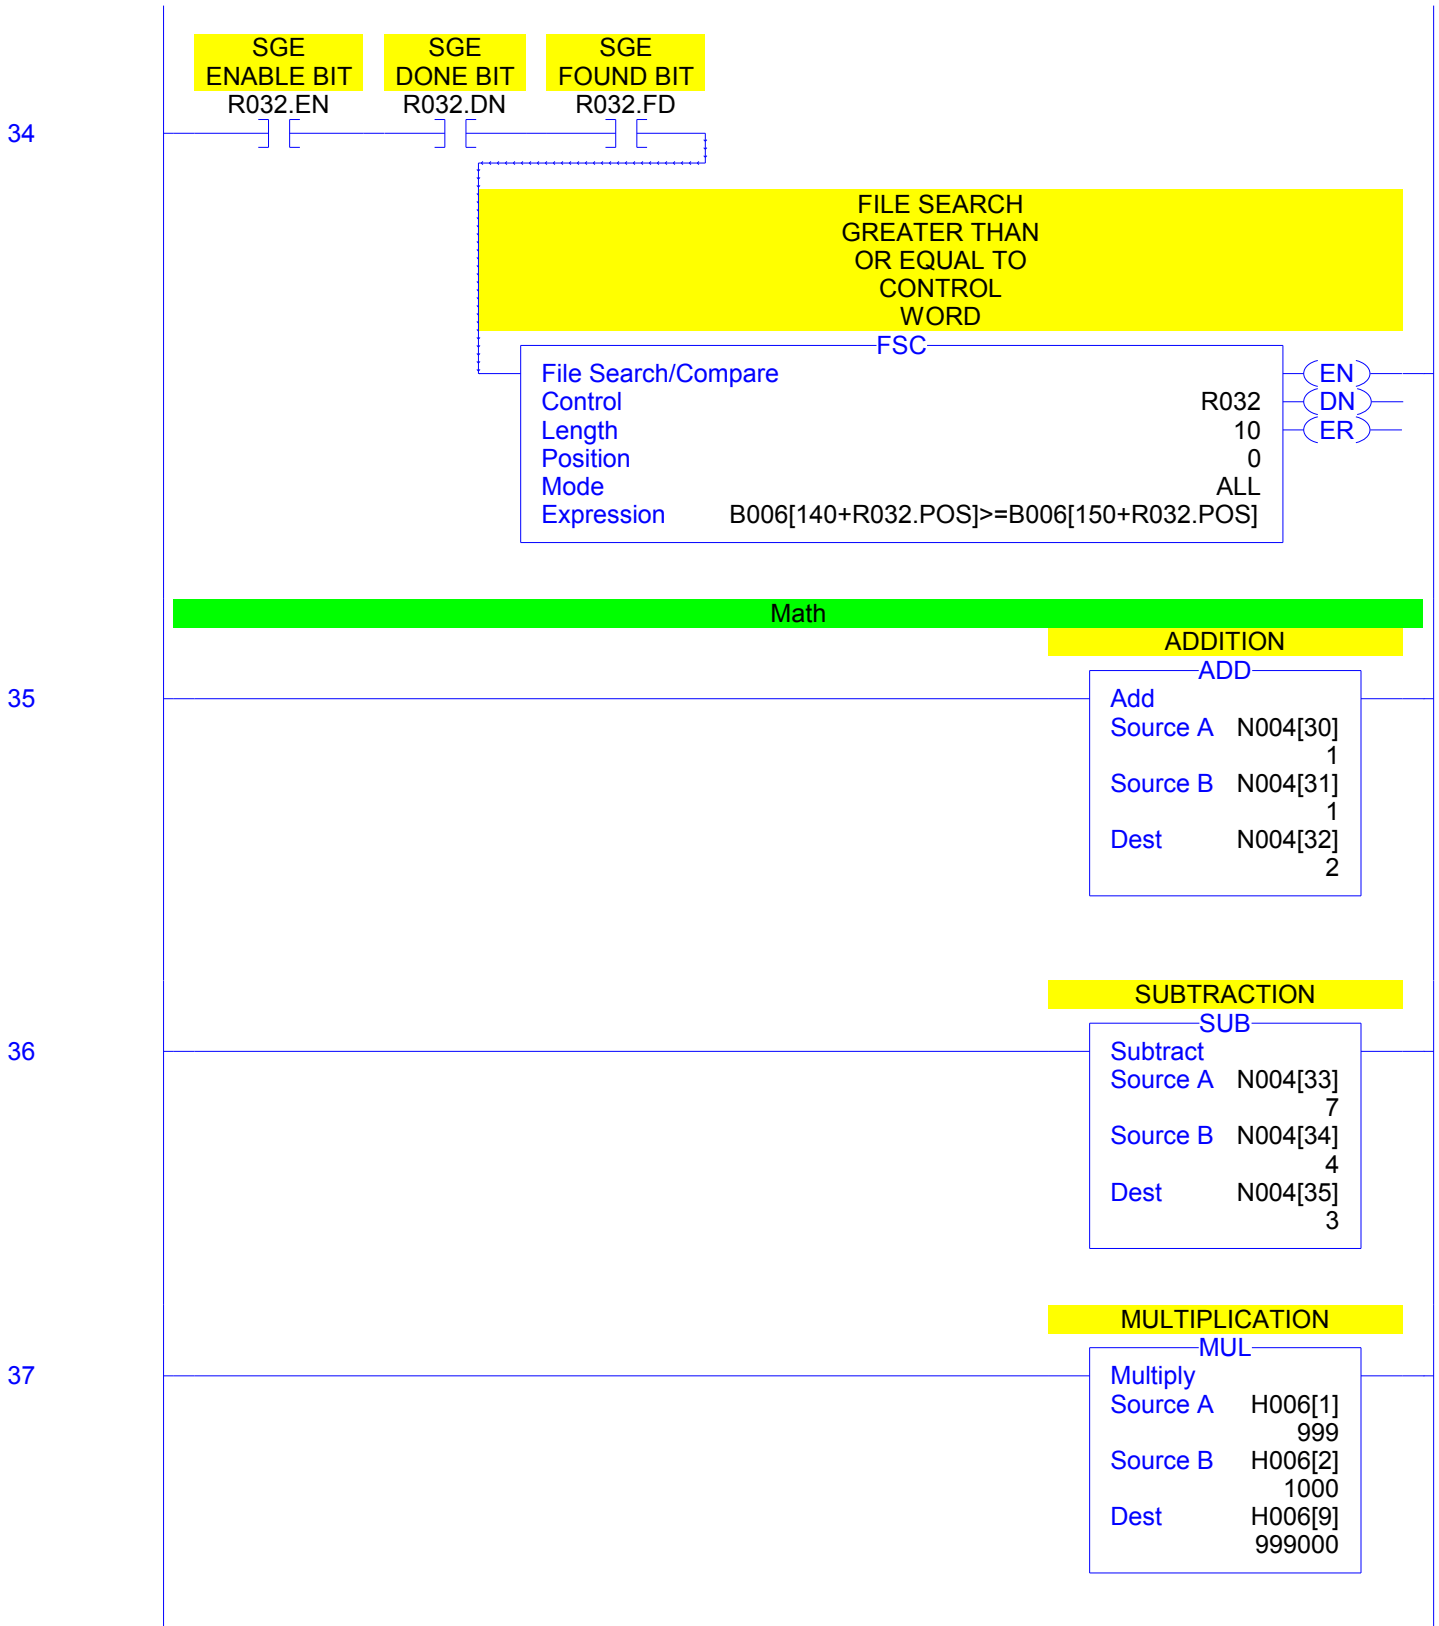 SGE
ENABLE BIT
R032.EN
SGE
DONE BIT
R032.DN
SGE
FOUND BIT
R032.FD
34
FILE SEARCH
GREATER THAN
OR EQUAL TO
CONTROL
WORD
FSC
File Search/Compare
Control R032
Length 10
Position 0
Mode ALL
Expression B006[140+R032.POS]>=B006[150+R032.POS]
EN
DN
ER
Math
ADDITION
ADD
35
Add
Source A N004[30]
1
Source B N004[31]
1
Dest N004[32]
2
SUBTRACTION
SUB
36
Subtract
Source A N004[33]
7
Source B N004[34]
4
Dest N004[35]
3
MULTIPLICATION
MUL
37
Multiply
Source A H006[1]
999
Source B H006[2]
1000
Dest H006[9]
999000